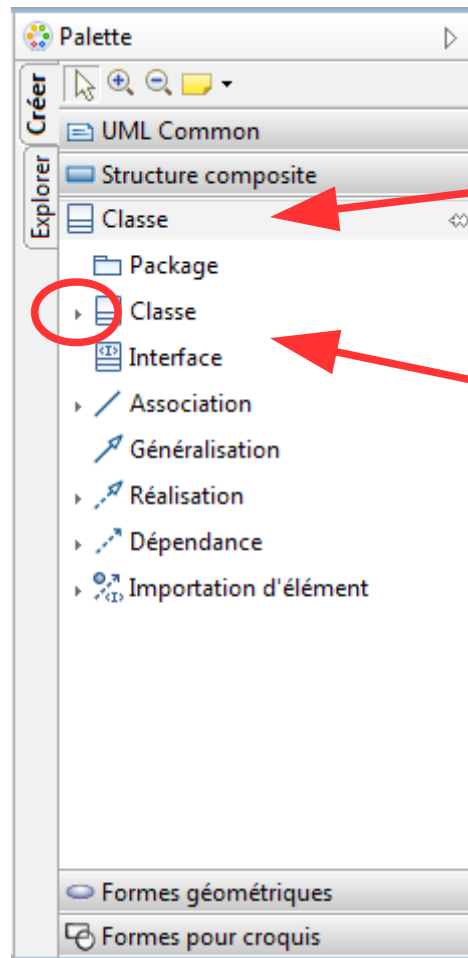 Palette
Créer
Explorer
UML Common
Structure composite
Classe
Package
Classe
Interface
Association
Généralisation
Réalisation
Dépendance
Importation d'élément
Formes géométriques
Formes pour croquis